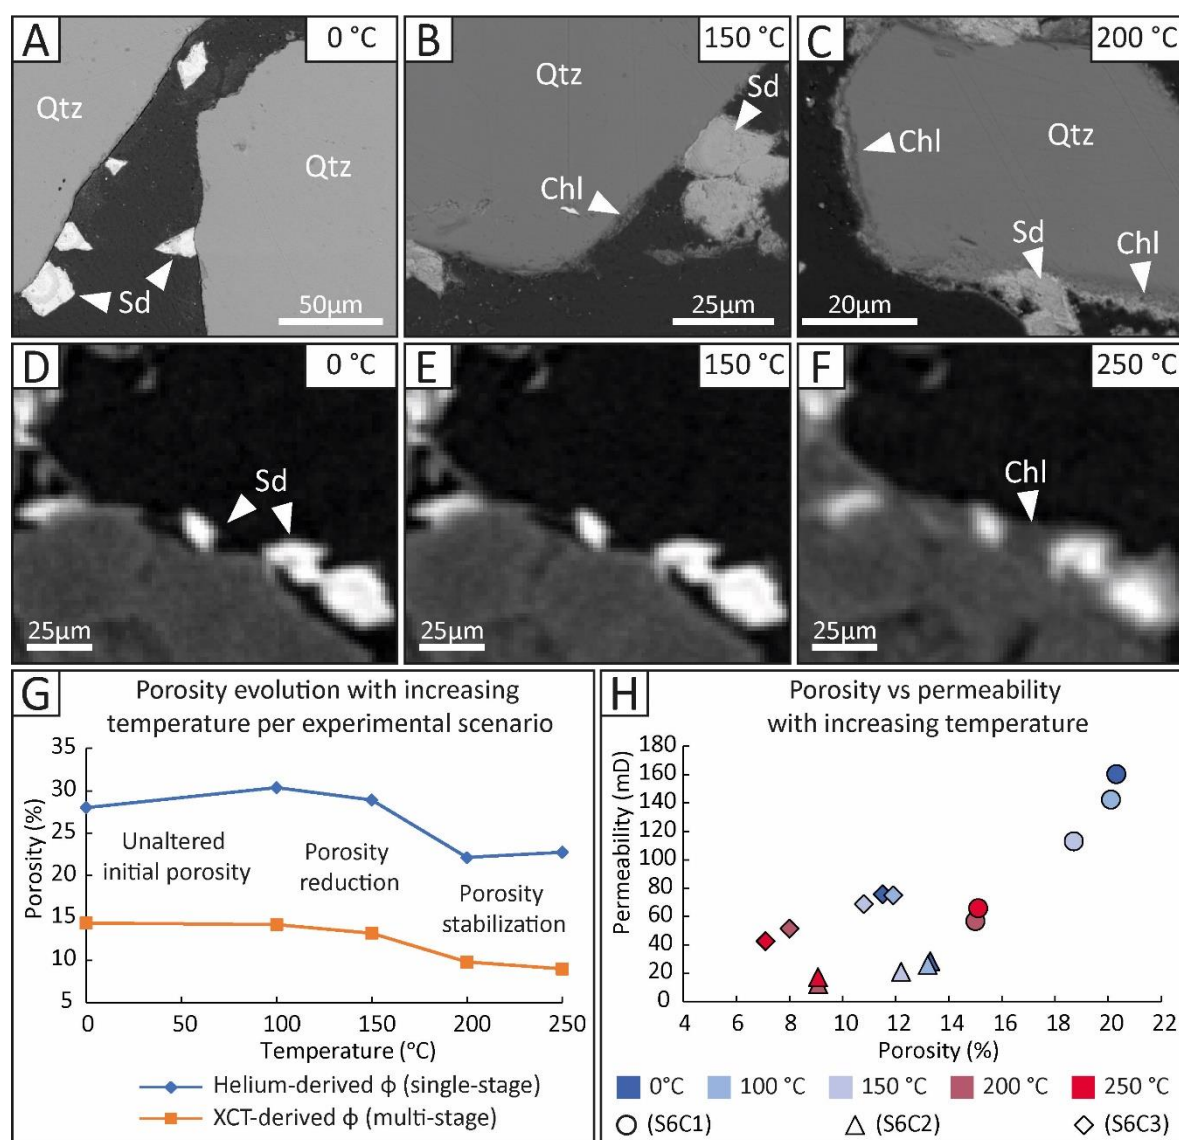 A
0 °C
Qtz
Qtz
Sd
50µm
B
150 °C
Qtz
Sd
Chl
25µm
C
200 °C
Chl
Qtz
Sd
Chl
20µm
D
0 °C
Sd
25µm
E
150 °C
25µm
F
250 °C
Chl
25µm
G
Porosity evolution with increasing
temperature per experimental scenario
Porosity (%)
35
30
25
20
15
10
5
Unaltered
initial porosity
Porosity
reduction
Porosity
stabilization
0 50 100 150 200 250
Temperature (°C)
Helium-derived ϕ (single-stage)
XCT-derived ϕ (multi-stage)
H
Porosity vs permeability
with increasing temperature
Permeability (mD)
180
160
140
120
100
80
60
40
20
0
4 6 8 10 12 14 16 18 20 22
Porosity (%)
0°C 100 °C 150 °C 200 °C 250 °C
(S6C1) (S6C2) (S6C3)